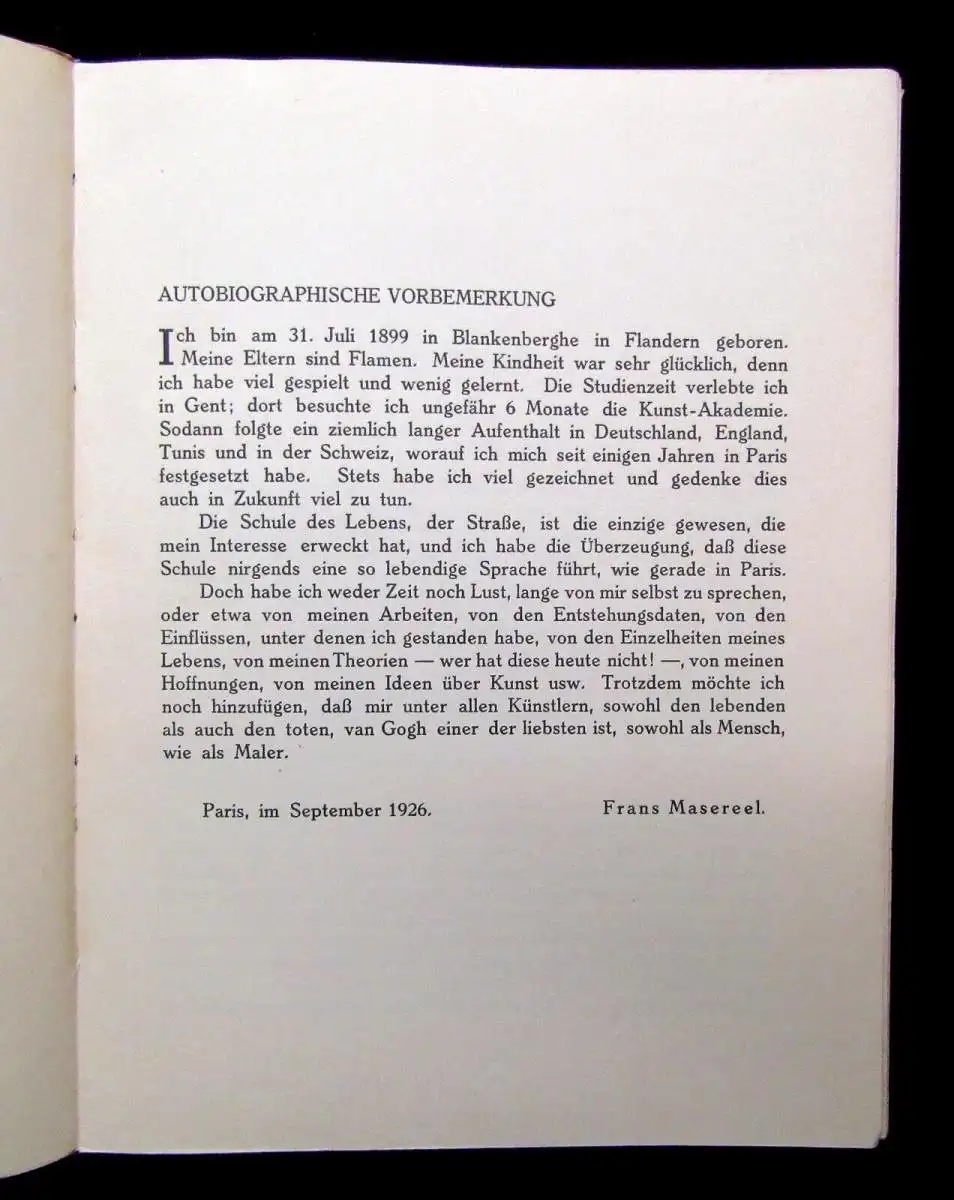 AUTOBIOGRAPHISCHE VORBEMERKUNG
Ich bin am 31. Juli 1899 in Blankenberghe in Flandern geboren.
Meine Eltern sind Flamen. Meine Kindheit war sehr glücklich, denn
ich habe viel gespielt und wenig gelernt. Die Studienzeit verlebte ich
in Gent; dort besuchte ich ungefähr 6 Monate die Kunst-Akademie.
Sodann folgte ein ziemlich langer Aufenthalt in Deutschland, England,
Tunis und in der Schweiz, worauf ich mich seit einigen Jahren in Paris
festgesetzt habe. Stets habe ich viel gezeichnet und gedenke dies
auch in Zukunft viel zu tun.
Die Schule des Lebens, der Straße, ist die einzige gewesen, die
mein Interesse erweckt hat, und ich habe die Überzeugung, daß diese
Schule nirgends eine so lebendige Sprache führt, wie gerade in Paris.
Doch habe ich weder Zeit noch Lust, lange von mir selbst zu sprechen,
oder etwa von meinen Arbeiten, von den Entstehungsdaten, von den
Einflüssen, unter denen ich gestanden habe, von den Einzelheiten meines
Lebens, von meinen Theorien — wer hat diese heute nicht! —, von meinen
Hoffnungen, von meinen Ideen über Kunst usw. Trotzdem möchte ich
noch hinzufügen, daß mir unter allen Künstlern, sowohl den lebenden
als auch den toten, van Gogh einer der liebsten ist, sowohl als Mensch,
wie als Maler.
Paris, im September 1926. Frans Masereel.